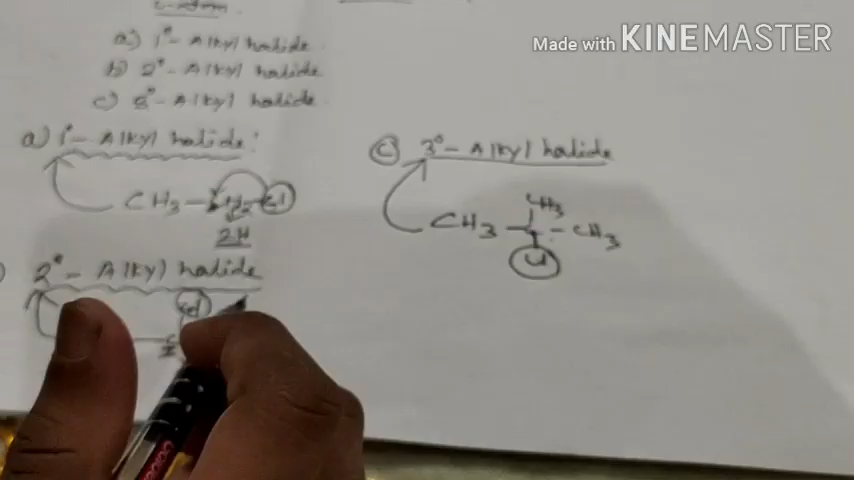 C-atom
Made with KINEMASTER
a) 1° - Alkyl halide
b) 2° - Alkyl halide
c) 3° - Alkyl halide
a) 1° - Alkyl halide:
CH3 - CH2 - Cl
2H
2° - Alkyl halide
Cl
c) 3° - Alkyl halide
CH3
CH3 - C - CH3
Cl